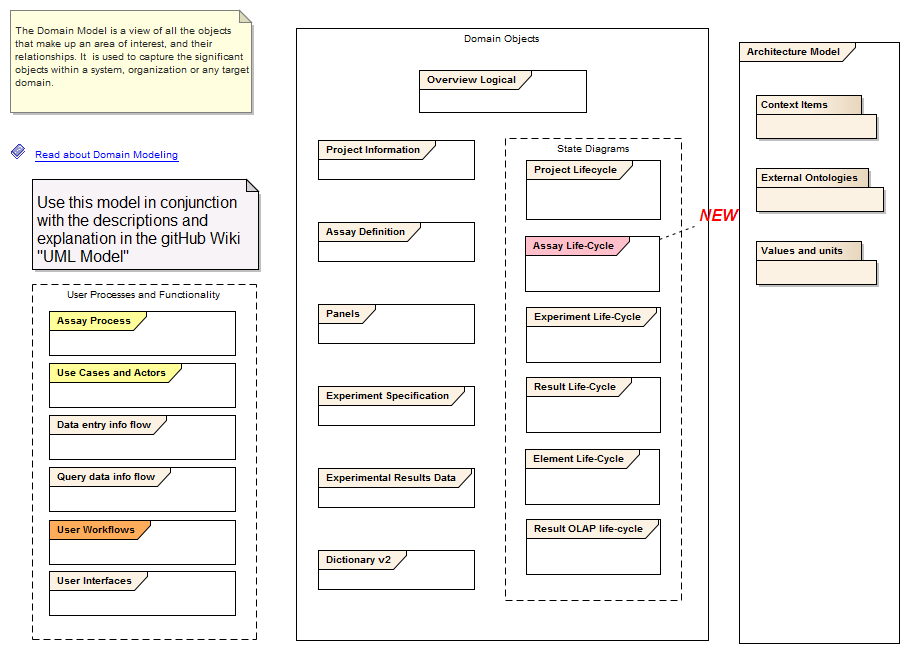 The Domain Model is a view of all the objects
that make up an area of interest, and their
relationships. It  is used to capture the significant
objects within a system, organization or any target
domain.
Read about Domain Modeling
Use this model in conjunction
with the descriptions and
explanation in the gitHub Wiki
"UML Model"
User Processes and Functionality
Assay Process
Use Cases and Actors
Data entry info flow
Query data info flow
User Workflows
User Interfaces
Domain Objects
Overview Logical
Project Information
Assay Definition
Panels
Experiment Specification
Experimental Results Data
Dictionary v2
State Diagrams
Project Lifecycle
Assay Life-Cycle
Experiment Life-Cycle
Result Life-Cycle
Element Life-Cycle
Result OLAP life-cycle
NEW
Architecture Model
Context Items
External Ontologies
Values and units